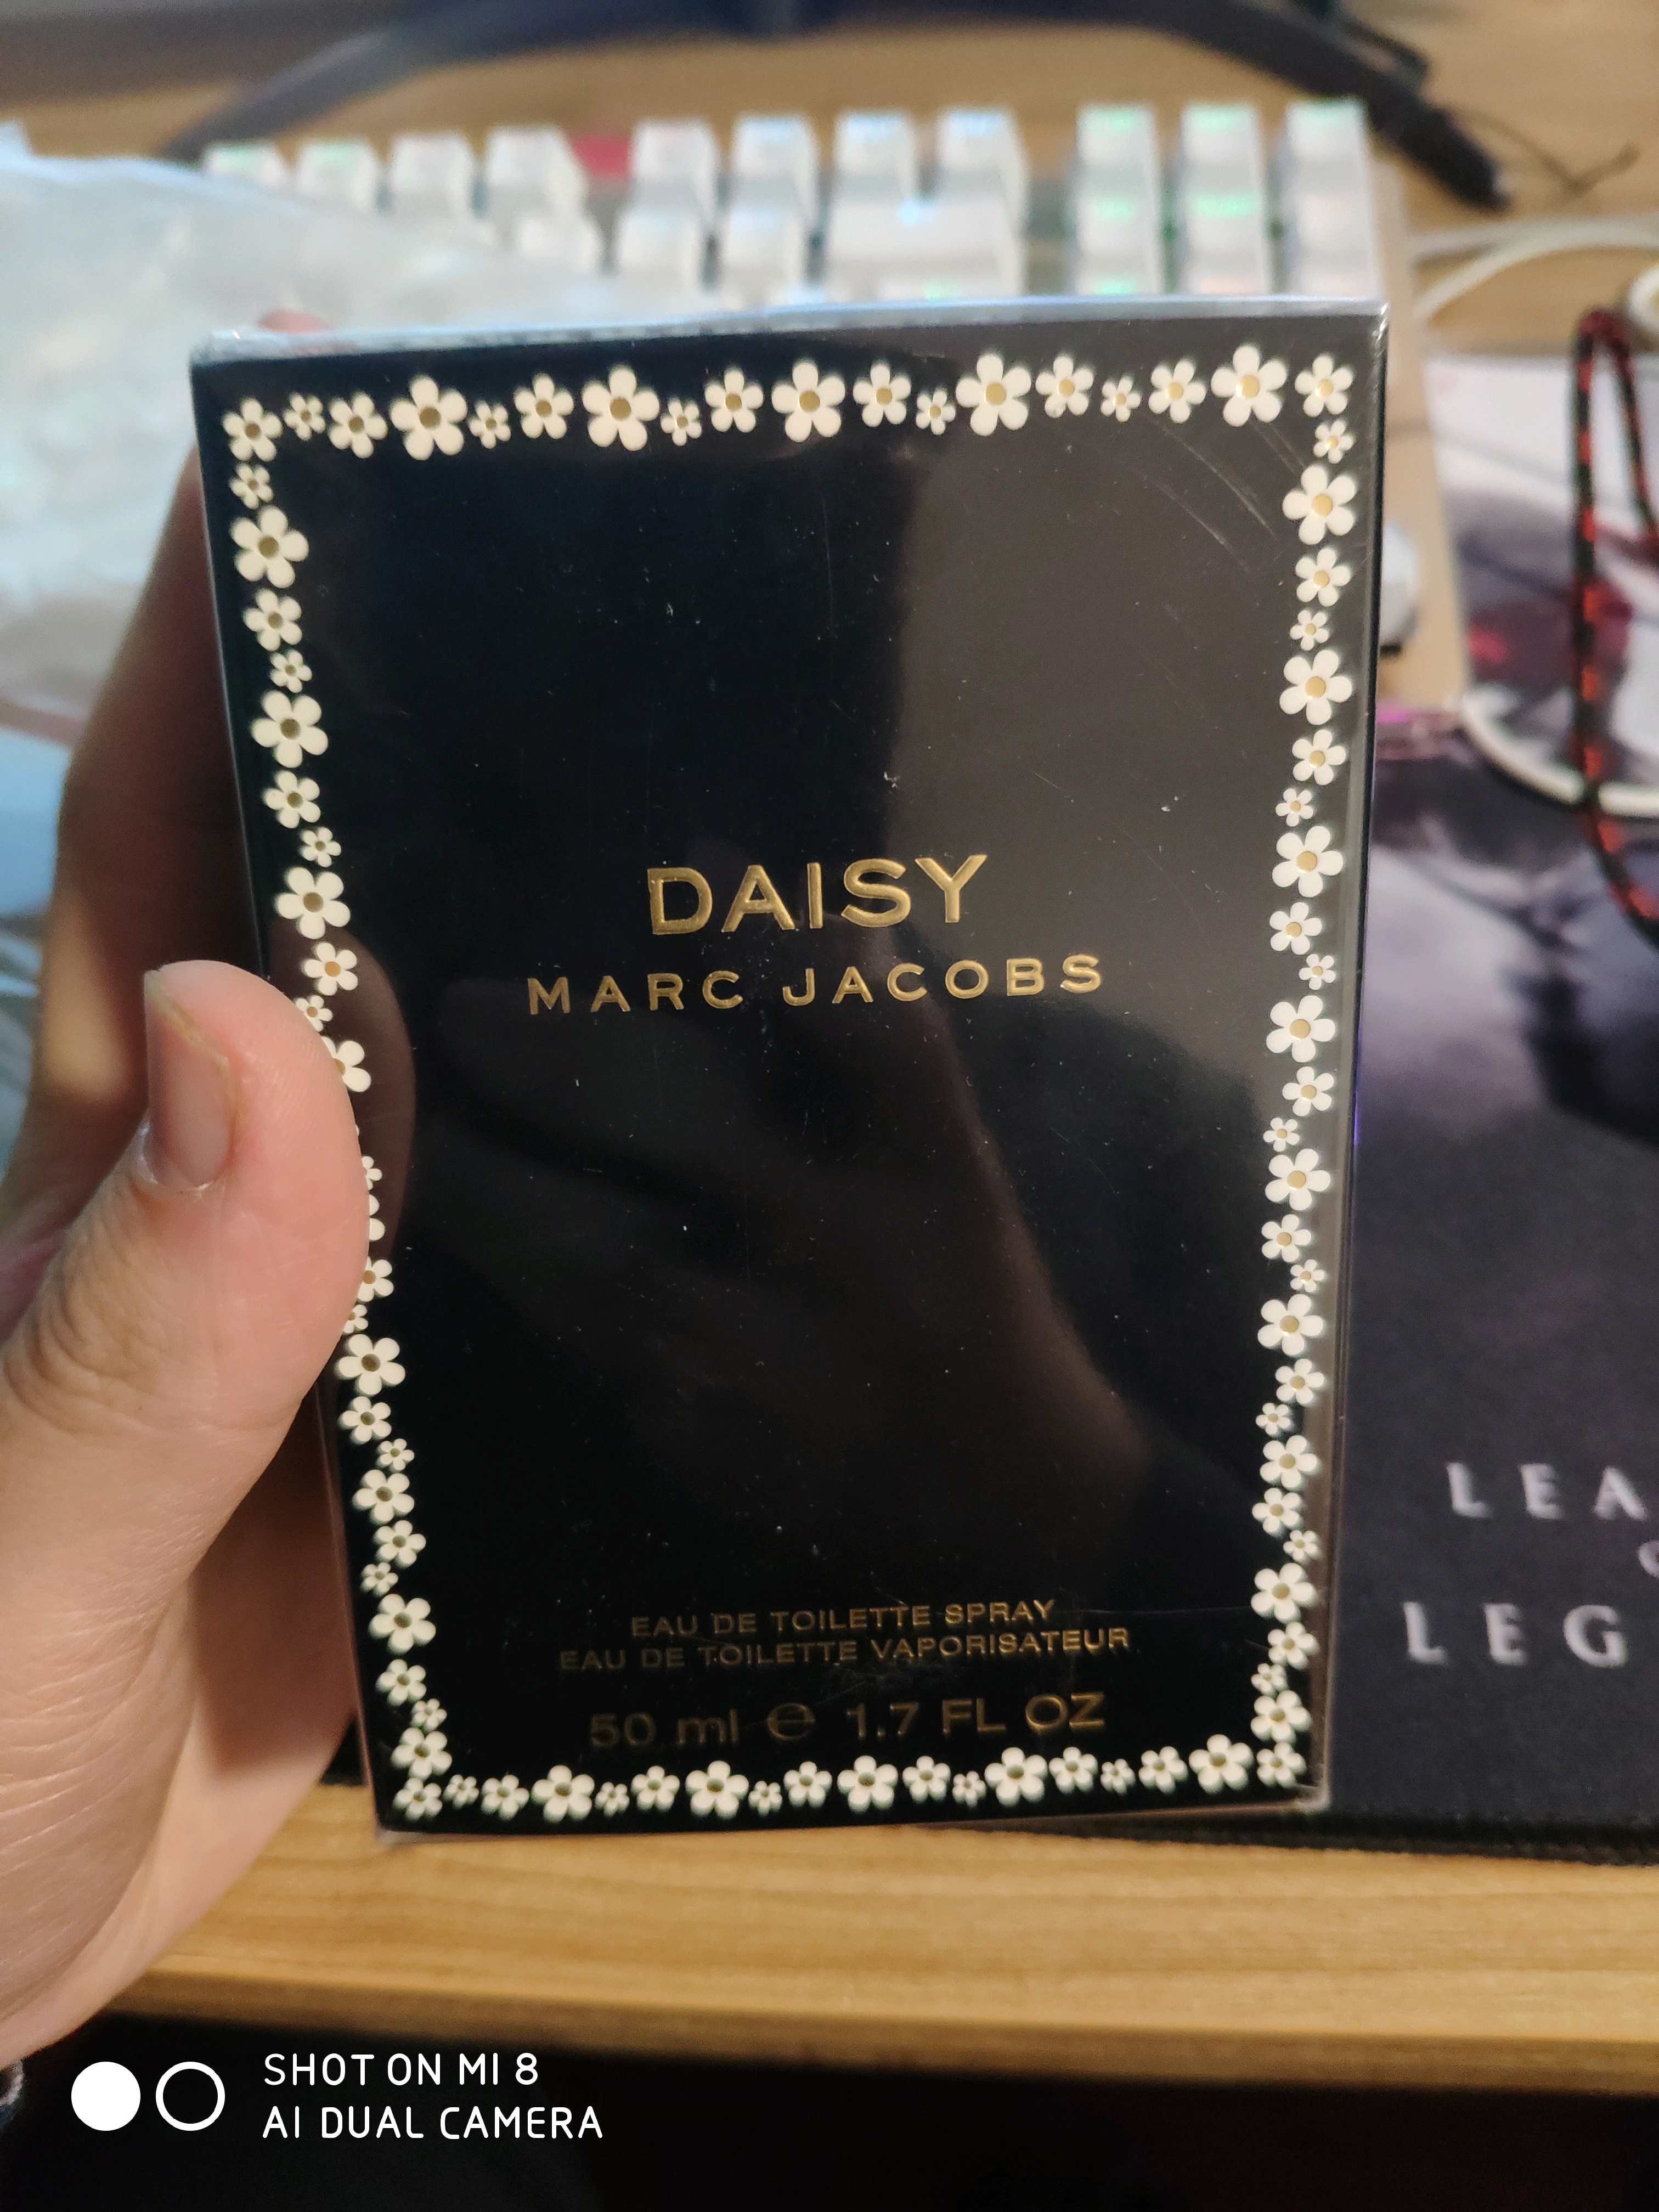 DAISY
MARC JACOBS
EAU DE TOILETTE SPRAY
EAU DE TOILETTE VAPORISATEUR
50 ml ℮ 1.7 FL OZ
LEA
LEG
SHOT ON MI 8
AI DUAL CAMERA